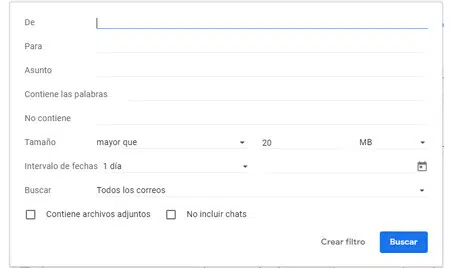 De
Para
Asunto
Contiene las palabras
No contiene
Tamaño mayor que 20 MB
Intervalo de fechas 1 día
Buscar Todos los correos
Contiene archivos adjuntos No incluir chats
Crear filtro Buscar